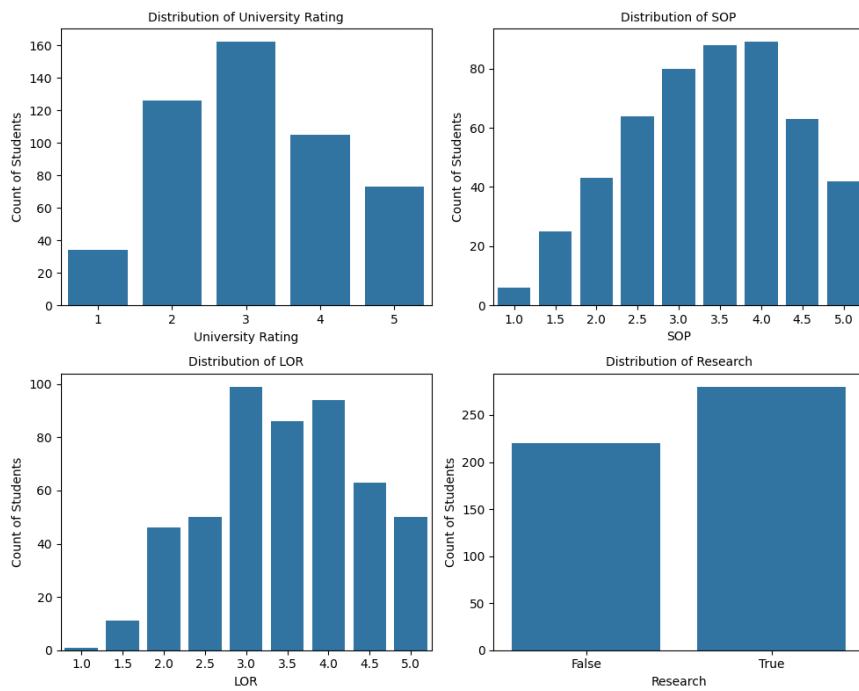 Distribution of University Rating
Count of Students
160
140
120
100
80
60
40
20
0
1 2 3 4 5
University Rating
Distribution of SOP
Count of Students
80
60
40
20
0
1.0 1.5 2.0 2.5 3.0 3.5 4.0 4.5 5.0
SOP
Distribution of LOR
Count of Students
100
80
60
40
20
0
1.0 1.5 2.0 2.5 3.0 3.5 4.0 4.5 5.0
LOR
Distribution of Research
Count of Students
250
200
150
100
50
0
False True
Research